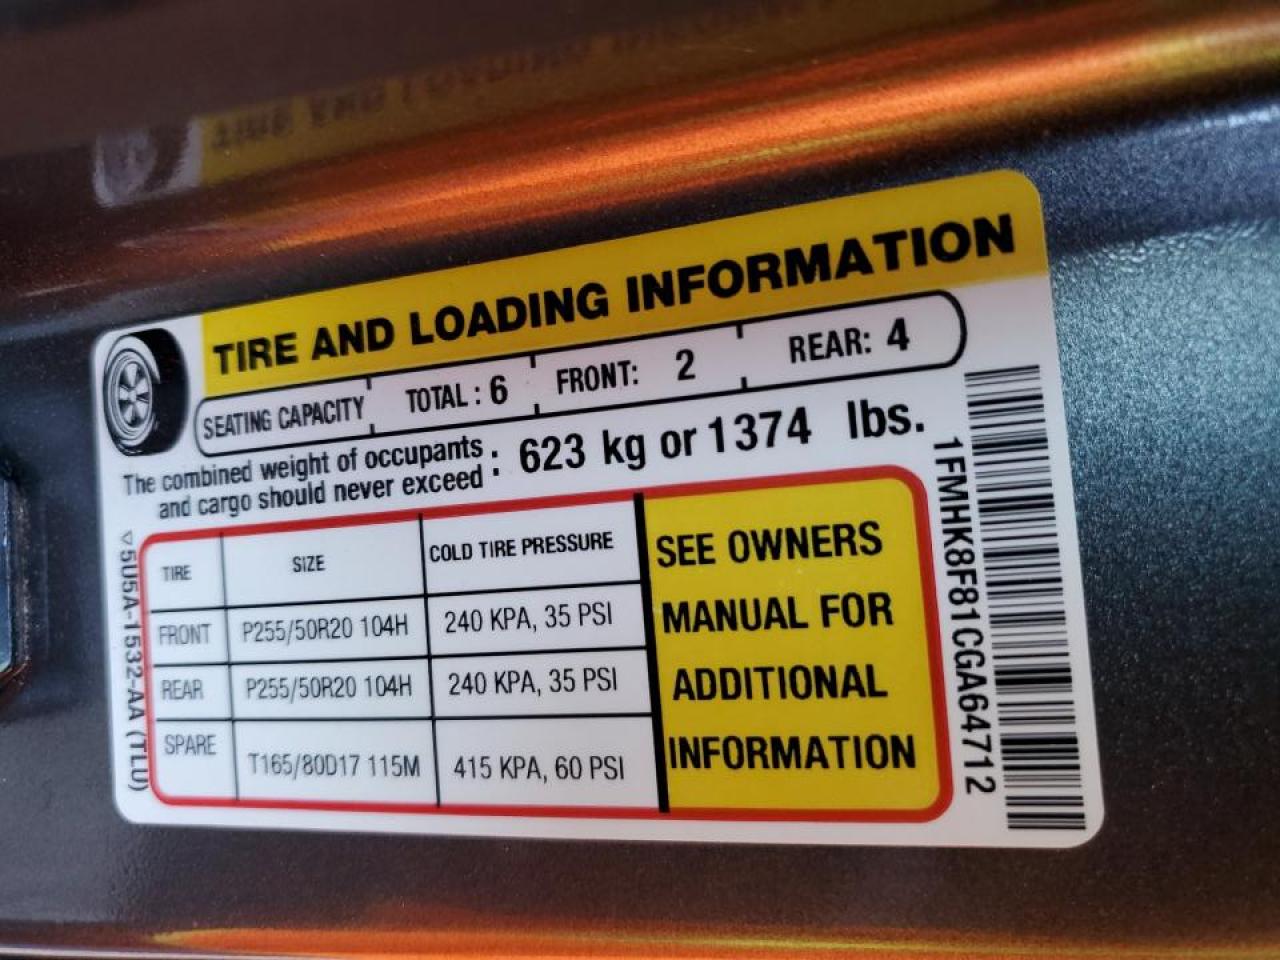 TIRE AND LOADING INFORMATION
SEATING CAPACITY TOTAL : 6 FRONT: 2 REAR: 4
The combined weight of occupants
and cargo should never exceed : 623 kg or 1374 lbs.
TIRE SIZE COLD TIRE PRESSURE
FRONT P255/50R20 104H 240 KPA, 35 PSI
REAR P255/50R20 104H 240 KPA, 35 PSI
SPARE T165/80D17 115M 415 KPA, 60 PSI
SEE OWNERS
MANUAL FOR
ADDITIONAL
INFORMATION
5U5A-1532-AA (TLU)
1FMHK8F81CGA64712